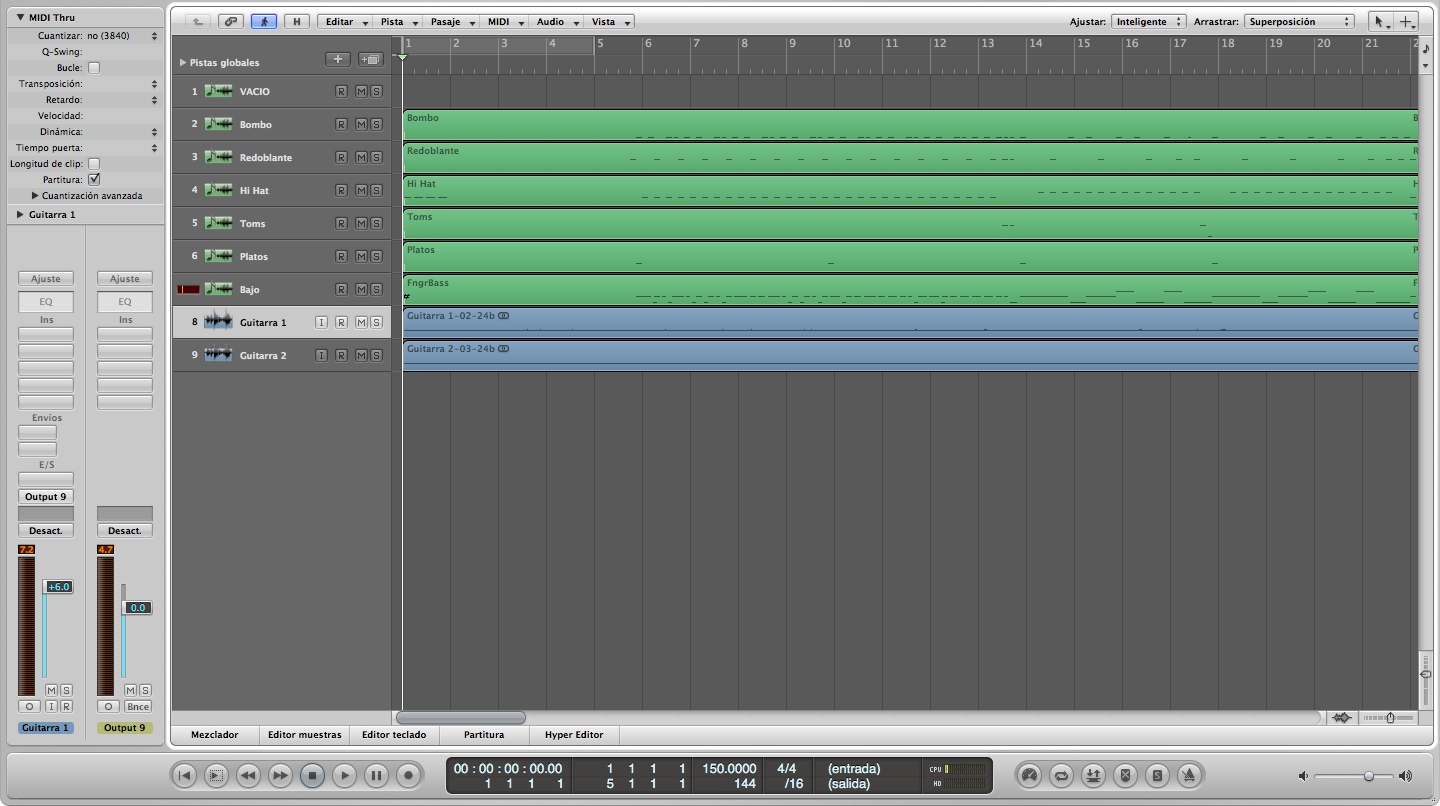 MIDI Thru
Cuantizar: no (3840)
Q-Swing:
Bucle:
Transposición:
Retardo:
Velocidad:
Dinámica:
Tiempo puerta:
Longitud de clip:
Partitura:
Cuantización avanzada
Guitarra 1
Ajuste Ajuste
EQ EQ
Ins Ins
Envíos
E/S
Output 9
Desact. Desact.
7.2 4.7
+6.0 0.0
M S M S
O I R O Bnce
Guitarra 1 Output 9
H Editar Pista Pasaje MIDI Audio Vista Ajustar: Inteligente Arrastrar: Superposición
1 2 3 4 5 6 7 8 9 10 11 12 13 14 15 16 17 18 19 20 21 2
Pistas globales
1 VACIO R M S
2 Bombo R M S Bombo B
3 Redoblante R M S Redoblante R
4 Hi Hat R M S Hi Hat H
5 Toms R M S Toms T
6 Platos R M S Platos P
Bajo R M S FngrBass F
8 Guitarra 1 I R M S Guitarra 1-02-24b G
9 Guitarra 2 I R M S Guitarra 2-03-24b G
Mezclador Editor muestras Editor teclado Partitura Hyper Editor
00 : 00 : 00 : 00.00 1 1 1 1 150.0000 4/4 (entrada) CPU
1 1 1 1 5 1 1 1 144 /16 (salida) HD
S